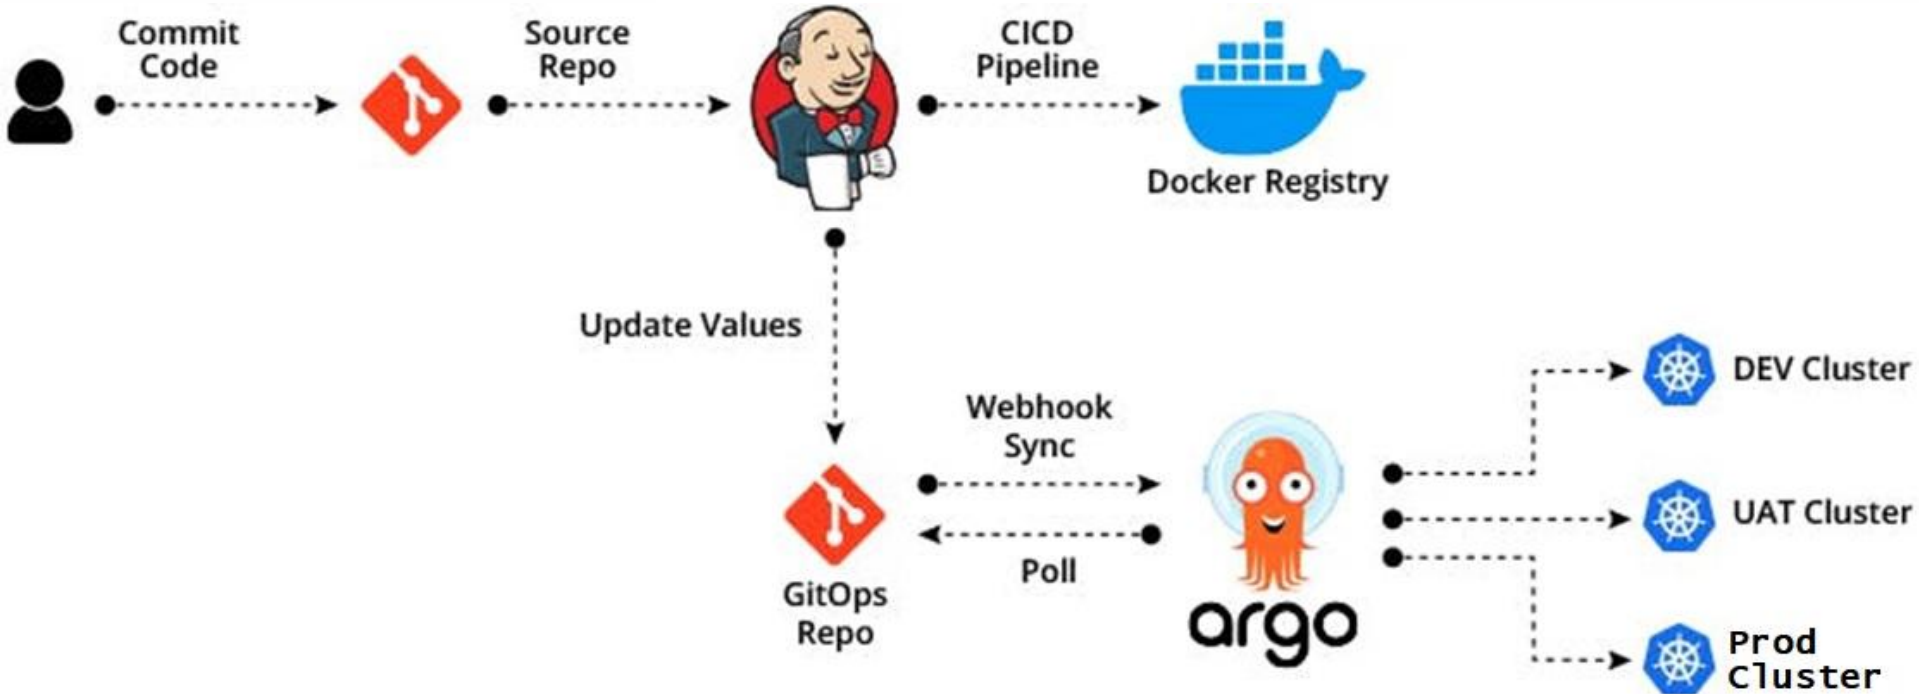 Commit
Code
Source
Repo
CICD
Pipeline
Docker Registry
Update Values
Webhook
Sync
Poll
GitOps
Repo
argo
DEV Cluster
UAT Cluster
Prod
Cluster